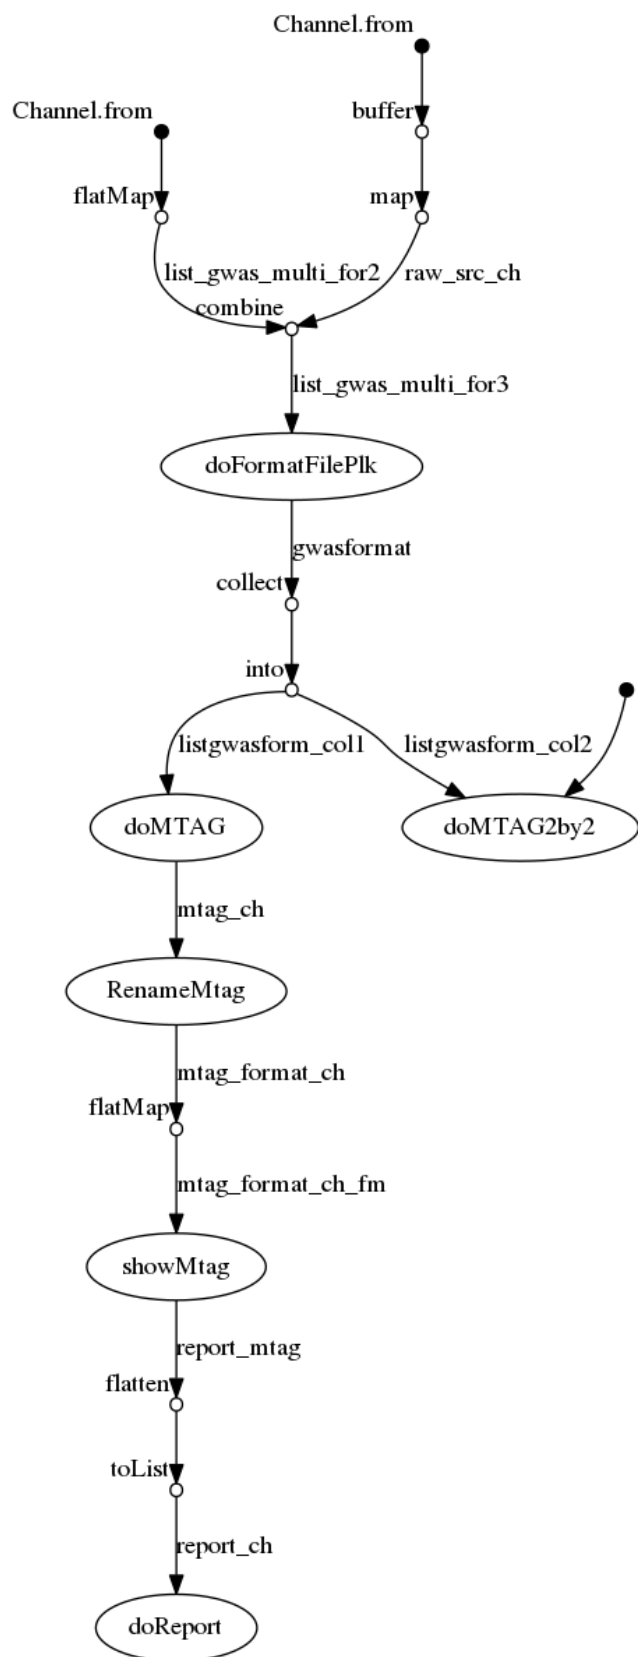 Channel.from
Channel.from
buffer
flatMap
map
list_gwas_multi_for2
raw_src_ch
combine
list_gwas_multi_for3
doFormatFilePlk
gwasformat
collect
into
listgwasform_col1
listgwasform_col2
doMTAG
doMTAG2by2
mtag_ch
RenameMtag
mtag_format_ch
flatMap
mtag_format_ch_fm
showMtag
report_mtag
flatten
toList
report_ch
doReport